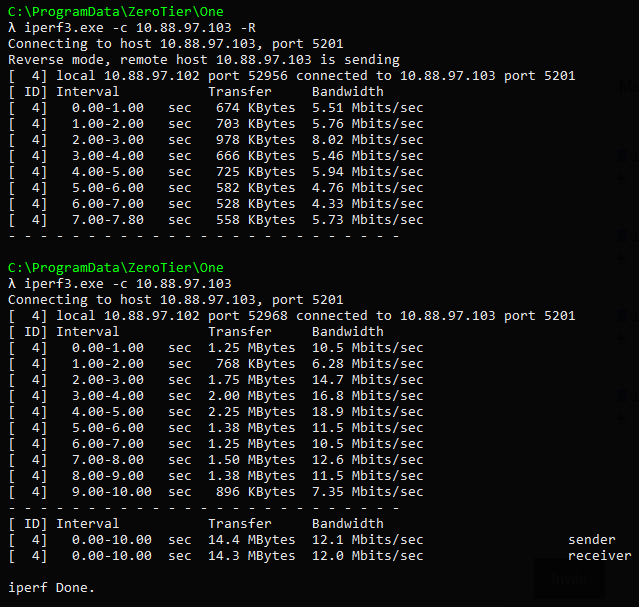 C:\ProgramData\ZeroTier\One
λ iperf3.exe -c 10.88.97.103 -R
Connecting to host 10.88.97.103, port 5201
Reverse mode, remote host 10.88.97.103 is sending
[  4] local 10.88.97.102 port 52956 connected to 10.88.97.103 port 5201
[ ID] Interval           Transfer     Bandwidth
[  4]   0.00-1.00   sec   674 KBytes  5.51 Mbits/sec
[  4]   1.00-2.00   sec   703 KBytes  5.76 Mbits/sec
[  4]   2.00-3.00   sec   978 KBytes  8.02 Mbits/sec
[  4]   3.00-4.00   sec   666 KBytes  5.46 Mbits/sec
[  4]   4.00-5.00   sec   725 KBytes  5.94 Mbits/sec
[  4]   5.00-6.00   sec   582 KBytes  4.76 Mbits/sec
[  4]   6.00-7.00   sec   528 KBytes  4.33 Mbits/sec
[  4]   7.00-7.80   sec   558 KBytes  5.73 Mbits/sec
- - - - - - - - - - - - - - - - - - - - - - - - -
C:\ProgramData\ZeroTier\One
λ iperf3.exe -c 10.88.97.103
Connecting to host 10.88.97.103, port 5201
[  4] local 10.88.97.102 port 52968 connected to 10.88.97.103 port 5201
[ ID] Interval           Transfer     Bandwidth
[  4]   0.00-1.00   sec  1.25 MBytes  10.5 Mbits/sec
[  4]   1.00-2.00   sec   768 KBytes  6.28 Mbits/sec
[  4]   2.00-3.00   sec  1.75 MBytes  14.7 Mbits/sec
[  4]   3.00-4.00   sec  2.00 MBytes  16.8 Mbits/sec
[  4]   4.00-5.00   sec  2.25 MBytes  18.9 Mbits/sec
[  4]   5.00-6.00   sec  1.38 MBytes  11.5 Mbits/sec
[  4]   6.00-7.00   sec  1.25 MBytes  10.5 Mbits/sec
[  4]   7.00-8.00   sec  1.50 MBytes  12.6 Mbits/sec
[  4]   8.00-9.00   sec  1.38 MBytes  11.5 Mbits/sec
[  4]   9.00-10.00  sec   896 KBytes  7.35 Mbits/sec
- - - - - - - - - - - - - - - - - - - - - - - - -
[ ID] Interval           Transfer     Bandwidth
[  4]   0.00-10.00  sec  14.4 MBytes  12.1 Mbits/sec                  sender
[  4]   0.00-10.00  sec  14.3 MBytes  12.0 Mbits/sec                  receiver
iperf Done.